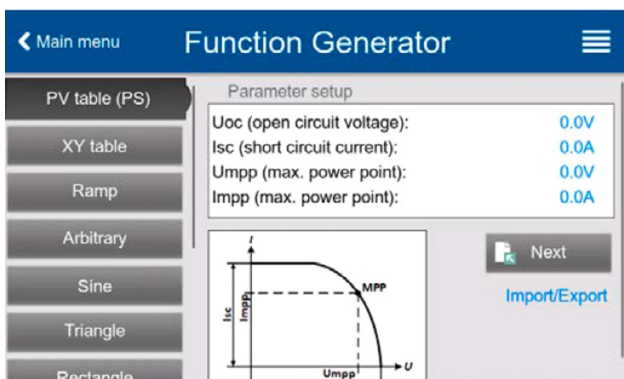 Main menu
Function Generator
PV table (PS)
XY table
Ramp
Arbitrary
Sine
Triangle
Rectangle
Parameter setup
Uoc (open circuit voltage): 0.0V
Isc (short circuit current): 0.0A
Umpp (max. power point): 0.0V
Impp (max. power point): 0.0A
I
Isc
Impp
MPP
Umpp
U
Next
Import/Export